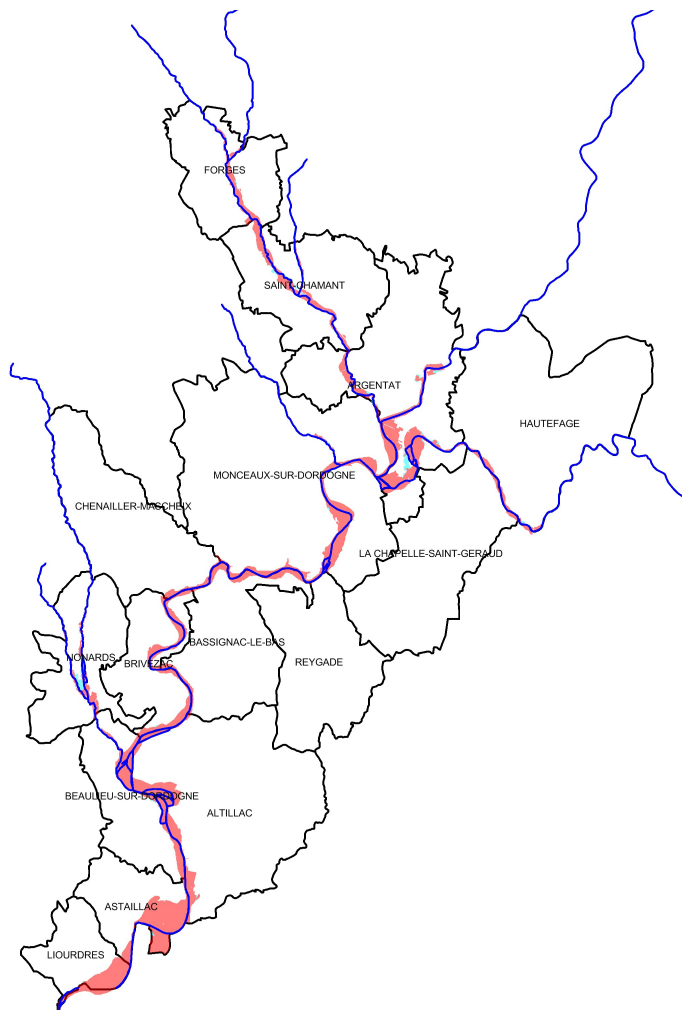 FORGES
SAINT-CHAMANT
ARGENTAT
HAUTEFAGE
MONCEAUX-SUR-DORDOGNE
CHENAILLER-MASCHEIX
LA CHAPELLE-SAINT-GERAUD
BASSIGNAC-LE-BAS
NONARDS
BRIVEZAC
REYGADE
BEAULIEU-SUR-DORDOGNE
ALTILLAC
ASTAILLAC
LIOURDRES